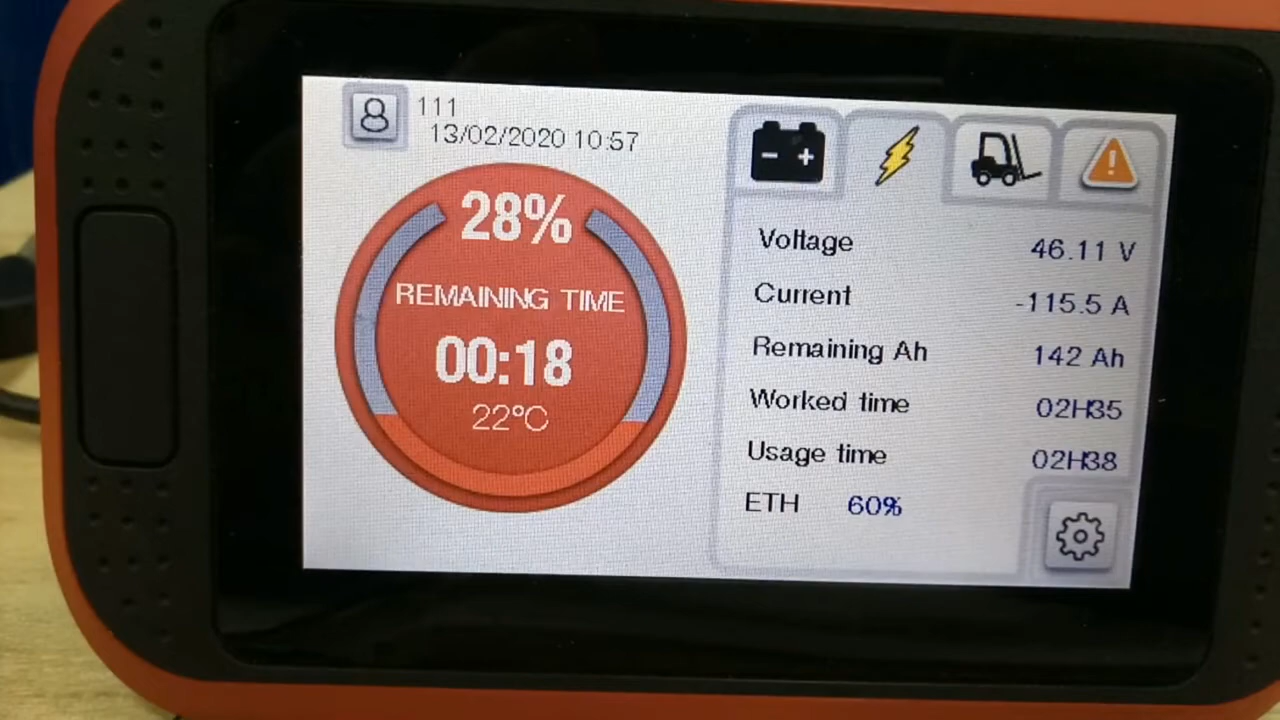 111
13/02/2020 10:57
28%
REMAINING TIME
00:18
22°C
Voltage 46.11 V
Current -115.5 A
Remaining Ah 142 Ah
Worked time 02H35
Usage time 02H38
ETH 60%